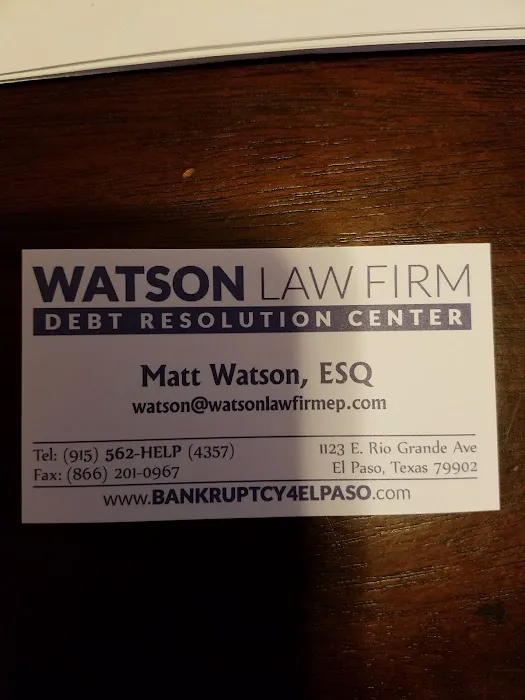 WATSON LAW FIRM
DEBT RESOLUTION CENTER
Matt Watson, ESQ
watson@watsonlawfirmep.com
Tel: (915) 562-HELP (4357)
Fax: (866) 201-0967
1123 E. Rio Grande Ave
El Paso, Texas 79902
www.BANKRUPTCY4ELPASO.com